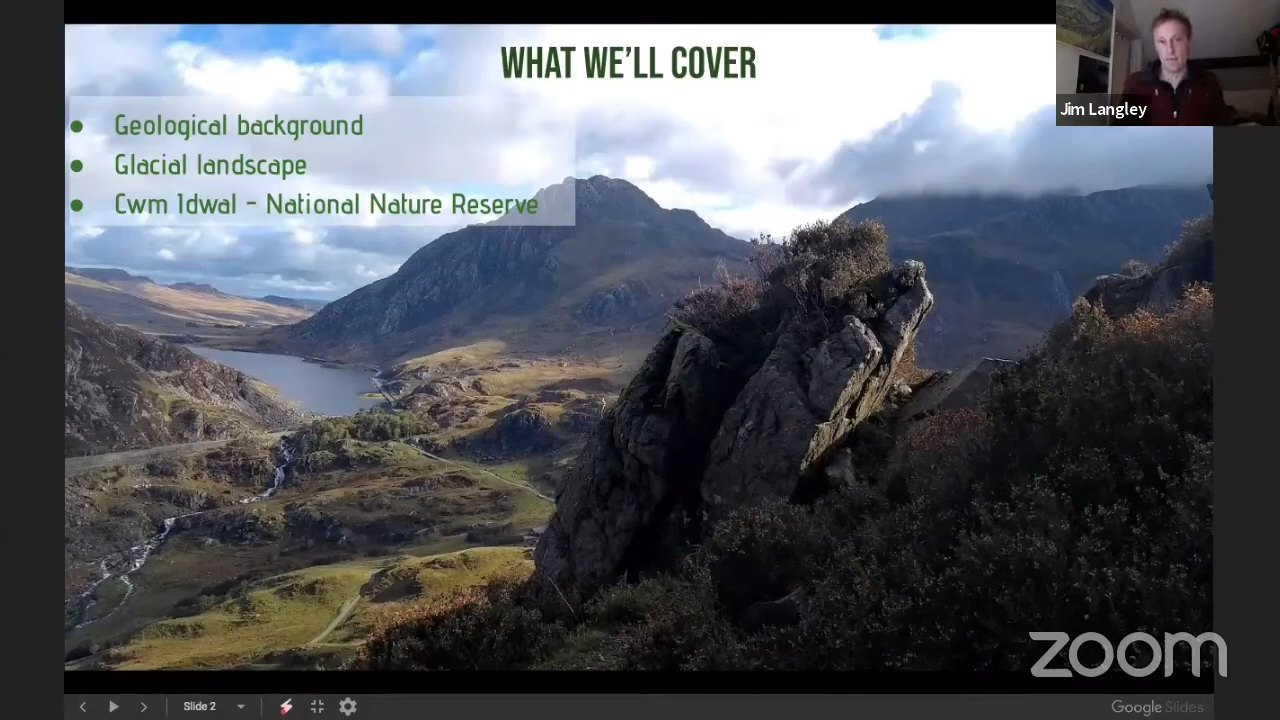 WHAT WE'LL COVER
Jim Langley
● Geological background
● Glacial landscape
● Cwm Idwal - National Nature Reserve
zoom
Slide 2
Google Slides